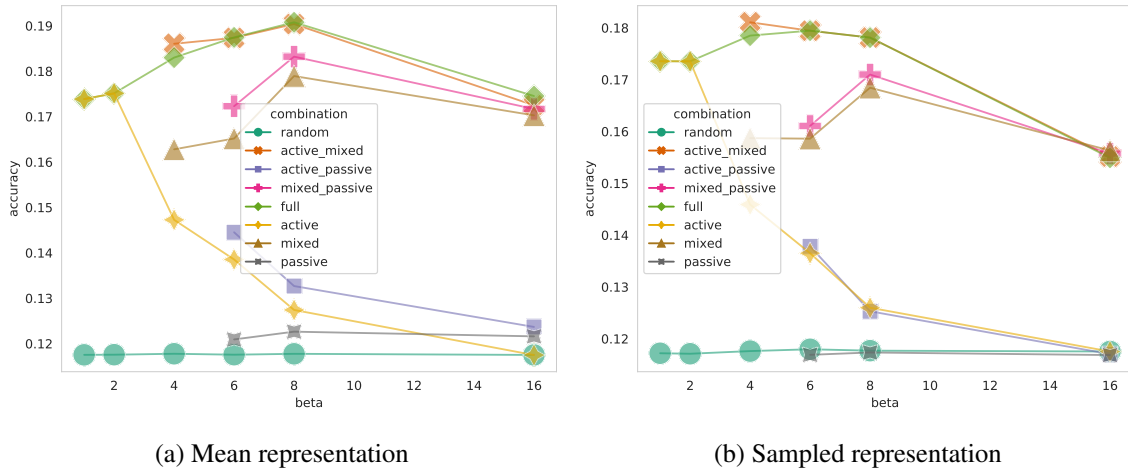 0.19
0.18
0.17
0.16
0.15
0.14
0.13
0.12
accuracy
2 4 6 8 10 12 14 16
beta
combination
random
active_mixed
active_passive
mixed_passive
full
active
mixed
passive
(a) Mean representation
0.18
0.17
0.16
0.15
0.14
0.13
0.12
accuracy
2 4 6 8 10 12 14 16
beta
combination
random
active_mixed
active_passive
mixed_passive
full
active
mixed
passive
(b) Sampled representation